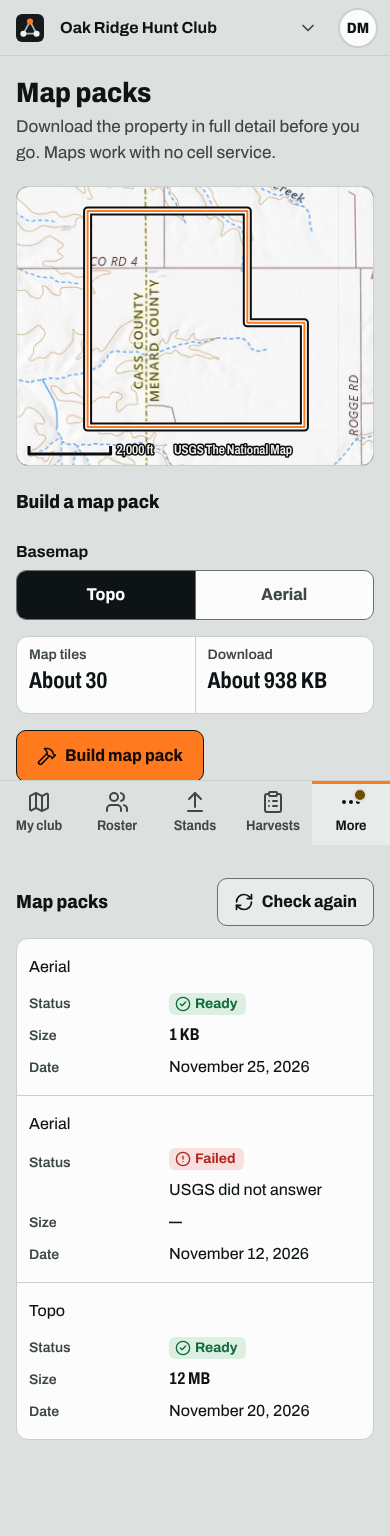 Oak Ridge Hunt Club
DM
Map packs
Download the property in full detail before you
go. Maps work with no cell service.
Creek
CO RD 4
CASS COUNTY
MENARD COUNTY
ROGGE RD
2,000 ft
USGS The National Map
Build a map pack
Basemap
Topo
Aerial
Map tiles
About 30
Download
About 938 KB
Build map pack
My club
Roster
Stands
Harvests
More
Map packs
Check again
Aerial
Status
Ready
Size
1 KB
Date
November 25, 2026
Aerial
Status
Failed
USGS did not answer
Size
—
Date
November 12, 2026
Topo
Status
Ready
Size
12 MB
Date
November 20, 2026